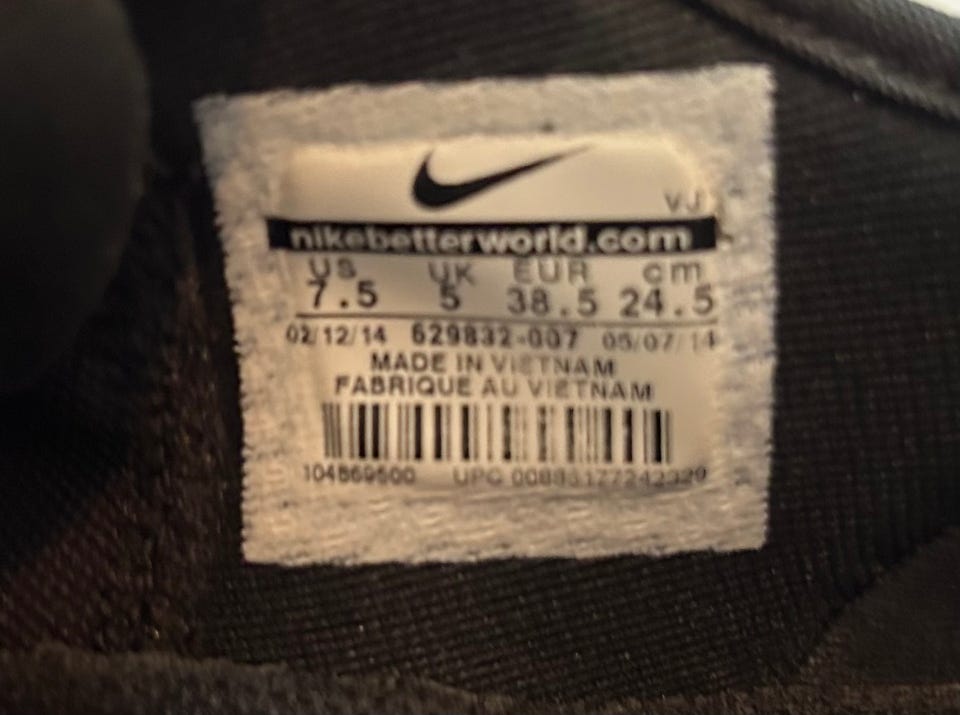 VJ
nikebetterworld.com
US UK EUR cm
7.5 5 38.5 24.5
02/12/14 629832-007 05/07/14
MADE IN VIETNAM
FABRIQUE AU VIETNAM
104869500 UPC